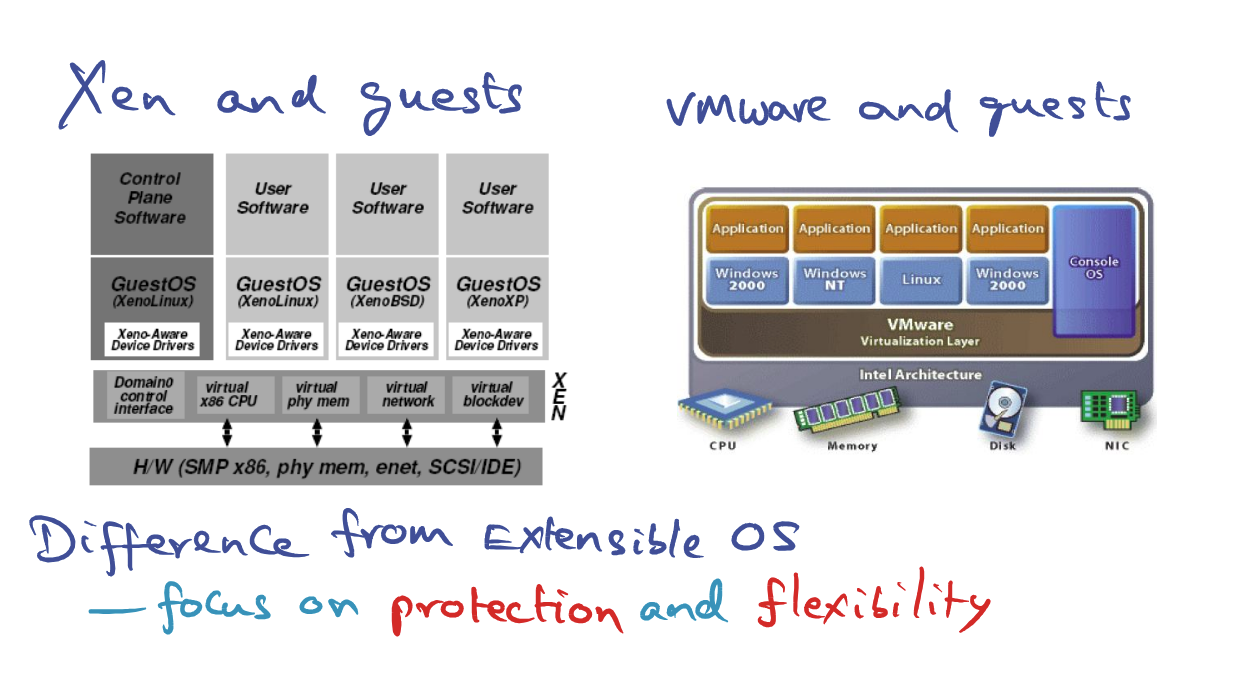 Xen and guests
Control
Plane
Software
User
Software
User
Software
User
Software
GuestOS
(XenoLinux)
GuestOS
(XenoLinux)
GuestOS
(XenoBSD)
GuestOS
(XenoXP)
Xeno-Aware
Device Drivers
Xeno-Aware
Device Drivers
Xeno-Aware
Device Drivers
Xeno-Aware
Device Drivers
Domain0
control
interface
virtual
x86 CPU
virtual
phy mem
virtual
network
virtual
blockdev
XEN
H/W (SMP x86, phy mem, enet, SCSI/IDE)
VMware and guests
Application
Application
Application
Application
Console
OS
Windows
2000
Windows
NT
Linux
Windows
2000
VMware
Virtualization Layer
Intel Architecture
CPU
Memory
Disk
NIC
Difference from Extensible OS
— focus on protection and flexibility